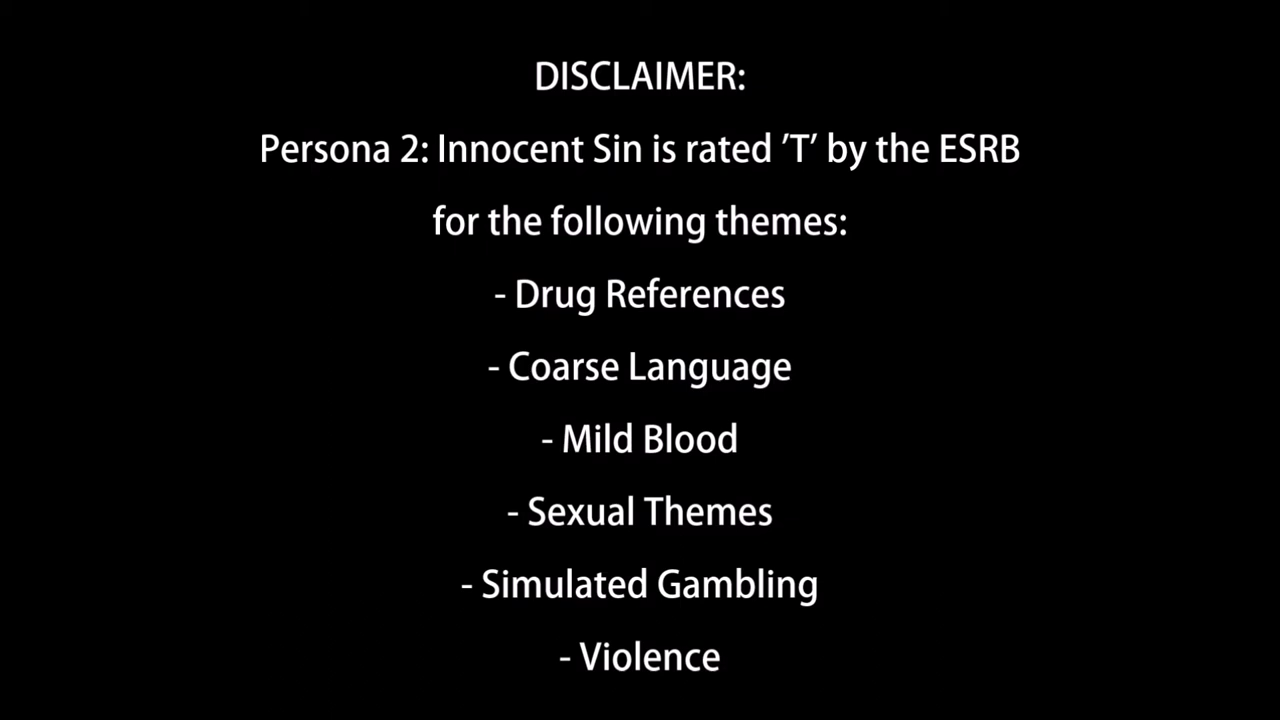 DISCLAIMER:
Persona 2: Innocent Sin is rated ’T’ by the ESRB
for the following themes:
- Drug References
- Coarse Language
- Mild Blood
- Sexual Themes
- Simulated Gambling
- Violence